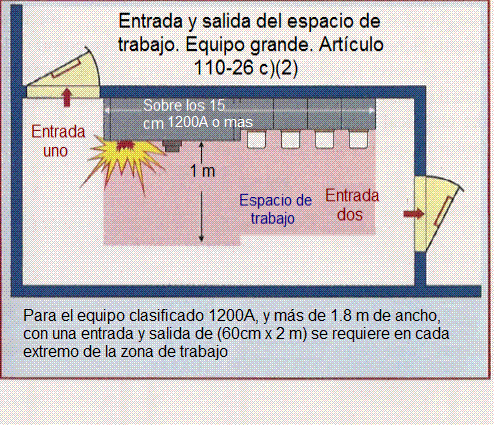 Entrada y salida del espacio de
trabajo. Equipo grande. Artículo
110-26 c)(2)
Sobre los 15
cm 1200A o mas
Entrada
uno
1 m
Espacio de
trabajo
Entrada
dos
Para el equipo clasificado 1200A, y más de 1.8 m de ancho,
con una entrada y salida de (60cm x 2 m) se requiere en cada
extremo de la zona de trabajo